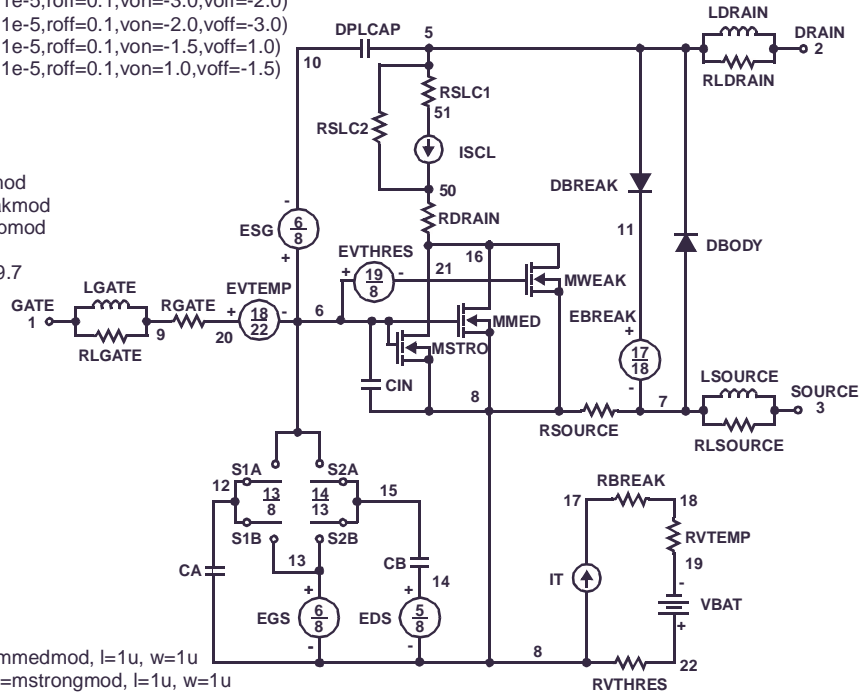 1e-5,roff=0.1,von=-3.0,voff=-2.0)
1e-5,roff=0.1,von=-2.0,voff=-3.0)
1e-5,roff=0.1,von=-1.5,voff=1.0)
1e-5,roff=0.1,von=1.0,voff=-1.5)
LDRAIN
DPLCAP 5
DRAIN
2
10
RLDRAIN
RSLC1
51
RSLC2
ISCL
50
DBREAK
RDRAIN
ESG
6
8
-
+
11
DBODY
EVTHRES
+ 19 -
8
21
16
MWEAK
LGATE
EVTEMP
GATE
1
RGATE
+ 18 -
22
6
MMED
EBREAK
+
17
18
-
9
20
RLGATE
MSTRO
CIN
8
LSOURCE
7
SOURCE
3
RSOURCE
RLSOURCE
S1A
S2A
12
13
8
14
13
15
S1B
S2B
13
CA
CB
14
+
+
EGS
6
8
EDS
5
8
-
-
RBREAK
17
18
RVTEMP
19
IT
-
VBAT
+
8
22
RVTHRES
mmedmod, l=1u, w=1u
=mstrongmod, l=1u, w=1u